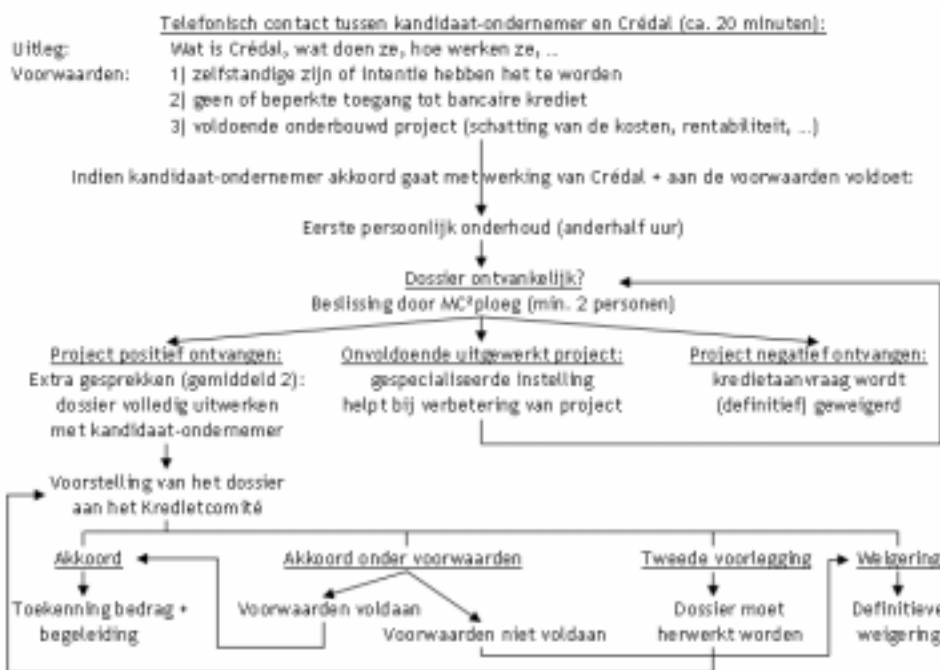 Telefonisch contact tussen kandidaat-ondernemer en Crédal (ca. 20 minuten):
Uitleg: Wat is Crédal, wat doen ze, hoe werken ze, ...
Voorwaarden: 1) zelfstandige zijn of intentie hebben het te worden
2) geen of beperkte toegang tot bancaire krediet
3) voldoende onderbouwd project (schatting van de kosten, rentabiliteit, ...)
Indien kandidaat-ondernemer akkoord gaat met werking van Crédal + aan de voorwaarden voldoet:
Eerste persoonlijk onderhoud (anderhalf uur)
Dossier ontvankelijk?
Beslissing door MC²ploeg (min. 2 personen)
Project positief ontvangen:
Extra gesprekken (gemiddeld 2):
dossier volledig uitwerken
met kandidaat-ondernemer
Onvoldoende uitgewerkt project:
gespecialiseerde instelling
helpt bij verbetering van project
Project negatief ontvangen:
kredietaanvraag wordt
(definitief) geweigerd
Voorstelling van het dossier
aan het Kredietcomité
Akkoord
Toekenning bedrag +
begeleiding
Akkoord onder voorwaarden
Voorwaarden voldaan
Voorwaarden niet voldaan
Tweede voorlegging
Dossier moet
herwerkt worden
Weigering
Definitieve
weigering